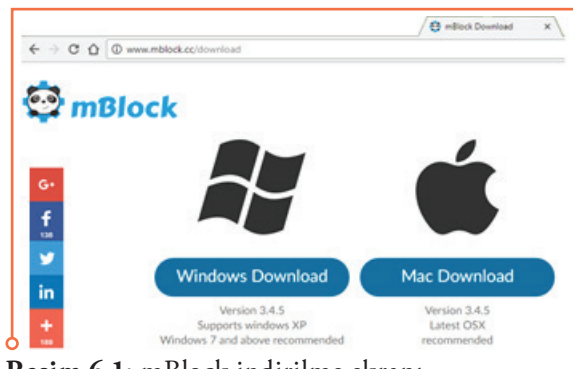 mBlock Download ×
www.mblock.cc/download
mBlock
G+
f
138
in
+
189
Windows Download
Version 3.4.5
Supports windows XP
Windows 7 and above recommended
Mac Download
Version 3.4.5
Latest OSX
recommended
Resim 6.1: mBlock indirilme ekranı